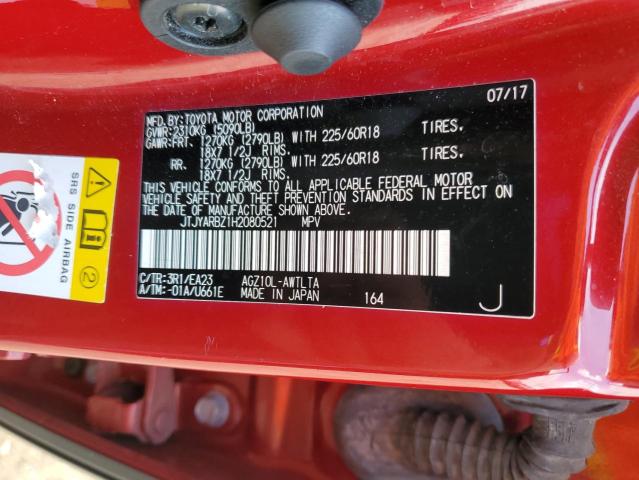 07/17
MFD. BY: TOYOTA MOTOR CORPORATION
GVWR: 2310KG (5090LB)
GAWR: FRT. 1270KG (2790LB) WITH 225/60R18 TIRES.
18X7 1/2J RIMS.
RR. 1270KG (2790LB) WITH 225/60R18 TIRES.
18X7 1/2J RIMS.
THIS VEHICLE CONFORMS TO ALL APPLICABLE FEDERAL MOTOR
VEHICLE SAFETY AND THEFT PREVENTION STANDARDS IN EFFECT ON
THE DATE OF MANUFACTURE SHOWN ABOVE.
JTJYARBZ1H2080521 MPV
C/TR: 3R1/EA23 AGZ10L-AWTLTA
A/TM: -01A/U661E MADE IN JAPAN 164 J
SRS SIDE AIRBAG
2